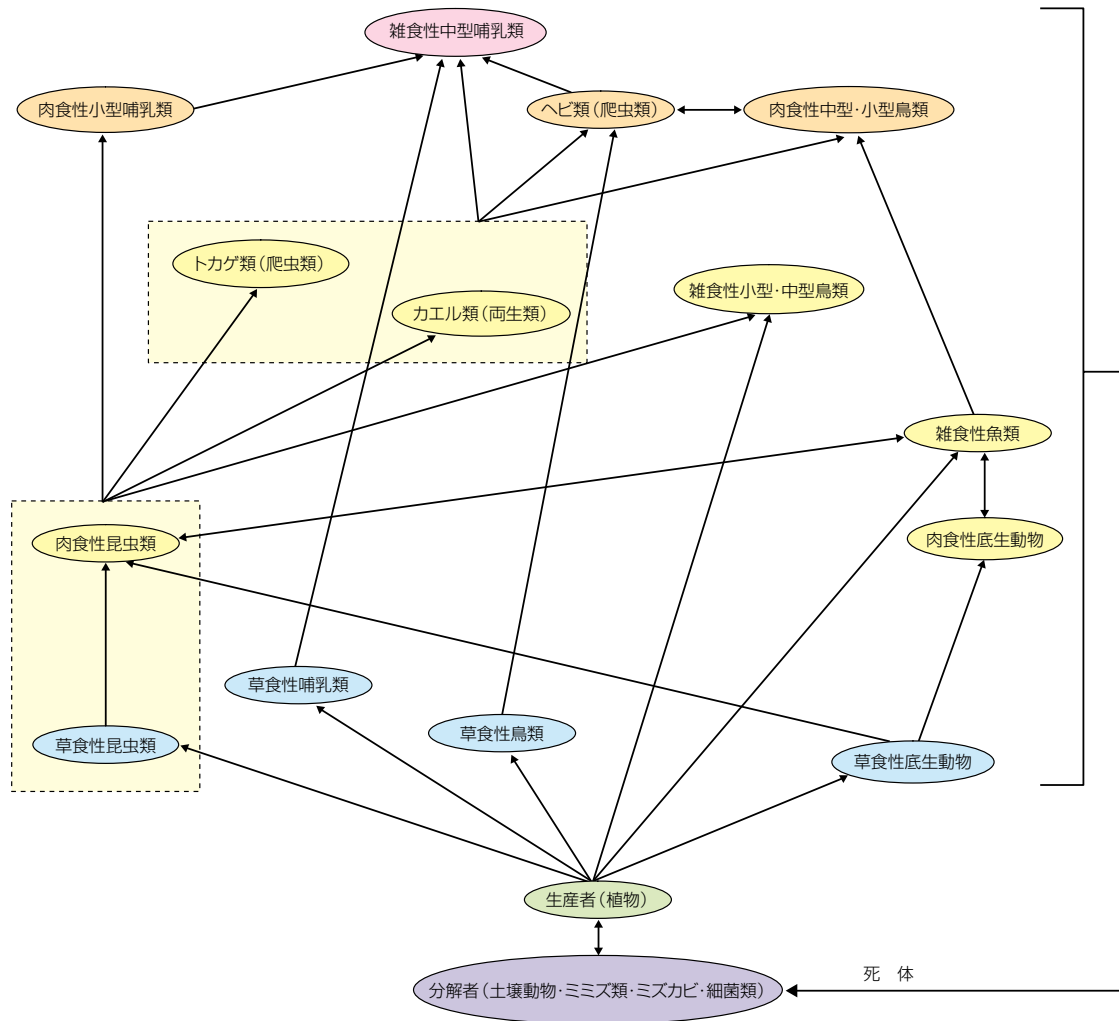 雑食性中型哺乳類
肉食性小型哺乳類
ヘビ類(爬虫類)
肉食性中型・小型鳥類
トカゲ類(爬虫類)
雑食性小型・中型鳥類
カエル類(両生類)
雑食性魚類
肉食性昆虫類
肉食性底生動物
草食性哺乳類
草食性鳥類
草食性昆虫類
草食性底生動物
生産者(植物)
死 体
分解者(土壌動物・ミミズ類・ミズカビ・細菌類)